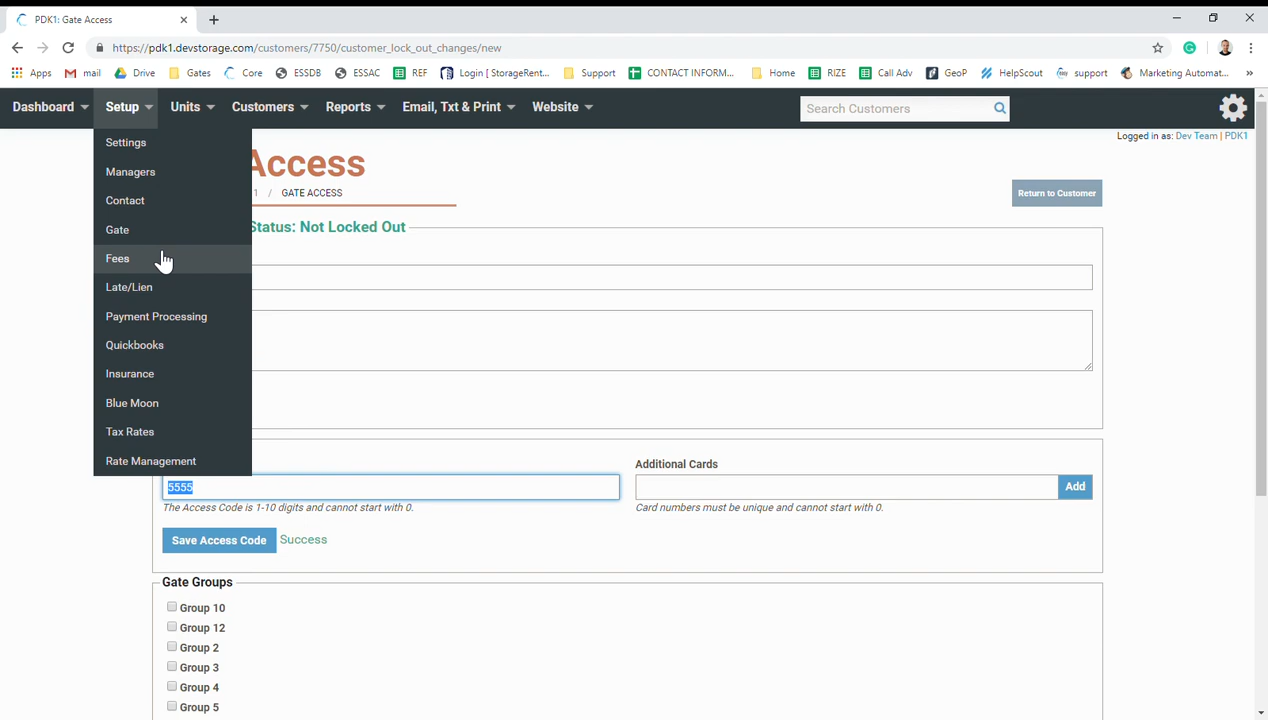 PDK1: Gate Access
https://pdk1.devstorage.com/customers/7750/customer_lock_out_changes/new
Apps mail Drive Gates Core ESSDB ESSAC REF Login [ StorageRent... Support CONTACT INFORM... Home RIZE Call Adv GeoP HelpScout support Marketing Automat... »
Dashboard Setup Units Customers Reports Email, Txt & Print Website Search Customers
Logged in as: Dev Team | PDK1
Settings
Managers
Contact
Gate
Fees
Late/Lien
Payment Processing
Quickbooks
Insurance
Blue Moon
Tax Rates
Rate Management
Access
1 / GATE ACCESS
Return to Customer
Status: Not Locked Out
Additional Cards
5555
Add
The Access Code is 1-10 digits and cannot start with 0.
Card numbers must be unique and cannot start with 0.
Save Access Code Success
Gate Groups
Group 10
Group 12
Group 2
Group 3
Group 4
Group 5